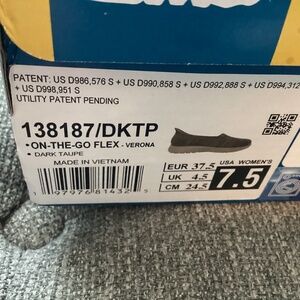 PATENT: US D986,576 S + US D990,858 S + US D992,888 S + US D994,312
+ US D998,951 S
UTILITY PATENT PENDING
138187/DKTP
•ON-THE-GO FLEX - VERONA
• DARK TAUPE
MADE IN VIETNAM
EUR 37.5
UK 4.5
CM 24.5
USA WOMEN'S
7.5
97976 81432